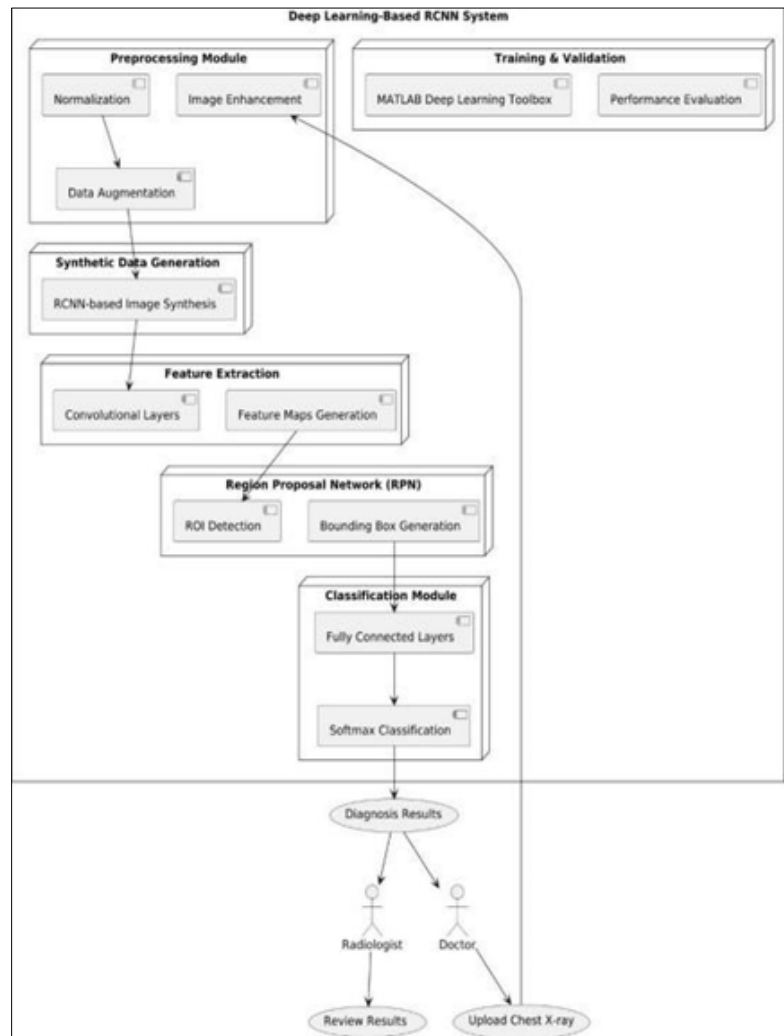 Deep Learning-Based RCNN System
Preprocessing Module
Training & Validation
Normalization
Image Enhancement
MATLAB Deep Learning Toolbox
Performance Evaluation
Data Augmentation
Synthetic Data Generation
RCNN-based Image Synthesis
Feature Extraction
Convolutional Layers
Feature Maps Generation
Region Proposal Network (RPN)
ROI Detection
Bounding Box Generation
Classification Module
Fully Connected Layers
Softmax Classification
Diagnosis Results
Radiologist
Doctor
Review Results
Upload Chest X-ray